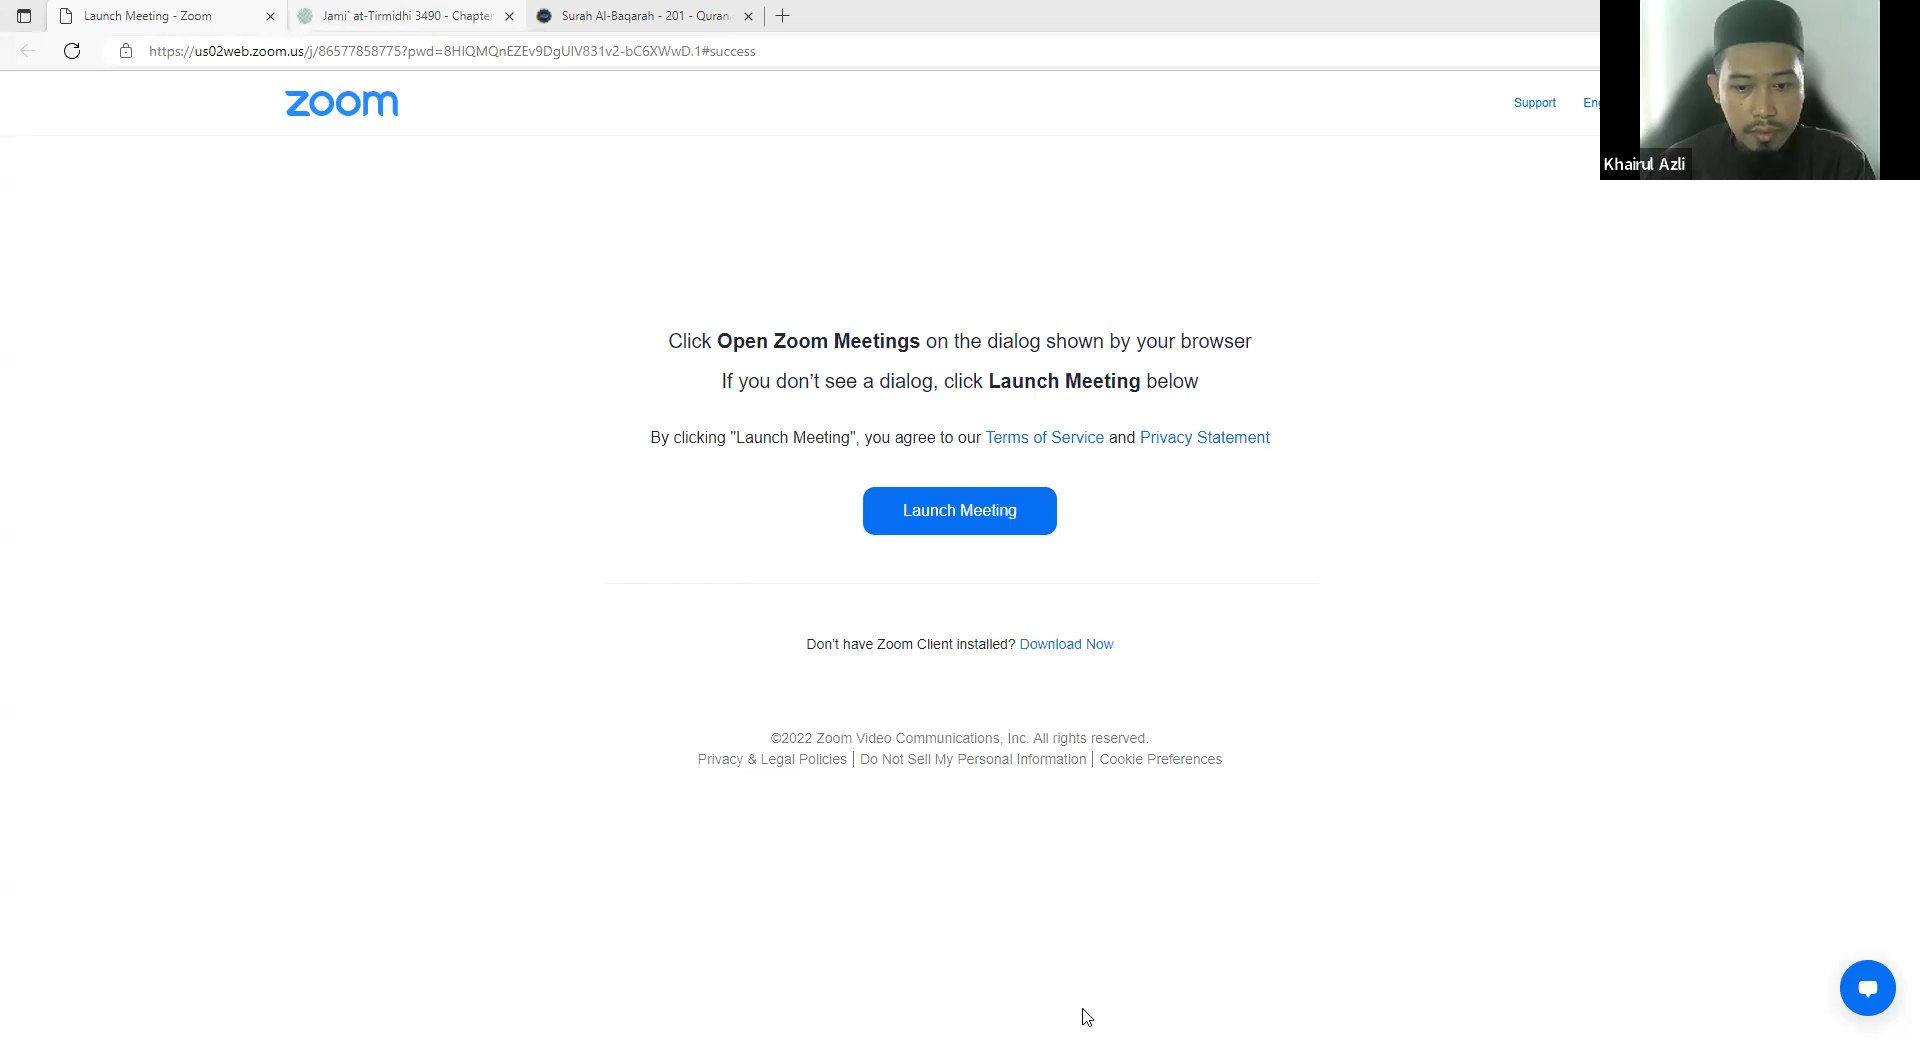 Launch Meeting - Zoom
Jami` at-Tirmidhi 3490 - Chapter
Surah Al-Baqarah - 201 - Quran.
https://us02web.zoom.us/j/86577858775?pwd=8HIQMQnEZEv9DgUIV831v2-bC6XWwD.1#success
zoom
Support
Eng
Khairul Azli
Click Open Zoom Meetings on the dialog shown by your browser
If you don’t see a dialog, click Launch Meeting below
By clicking "Launch Meeting", you agree to our Terms of Service and Privacy Statement
Launch Meeting
Don’t have Zoom Client installed? Download Now
©2022 Zoom Video Communications, Inc. All rights reserved.
Privacy & Legal Policies | Do Not Sell My Personal Information | Cookie Preferences